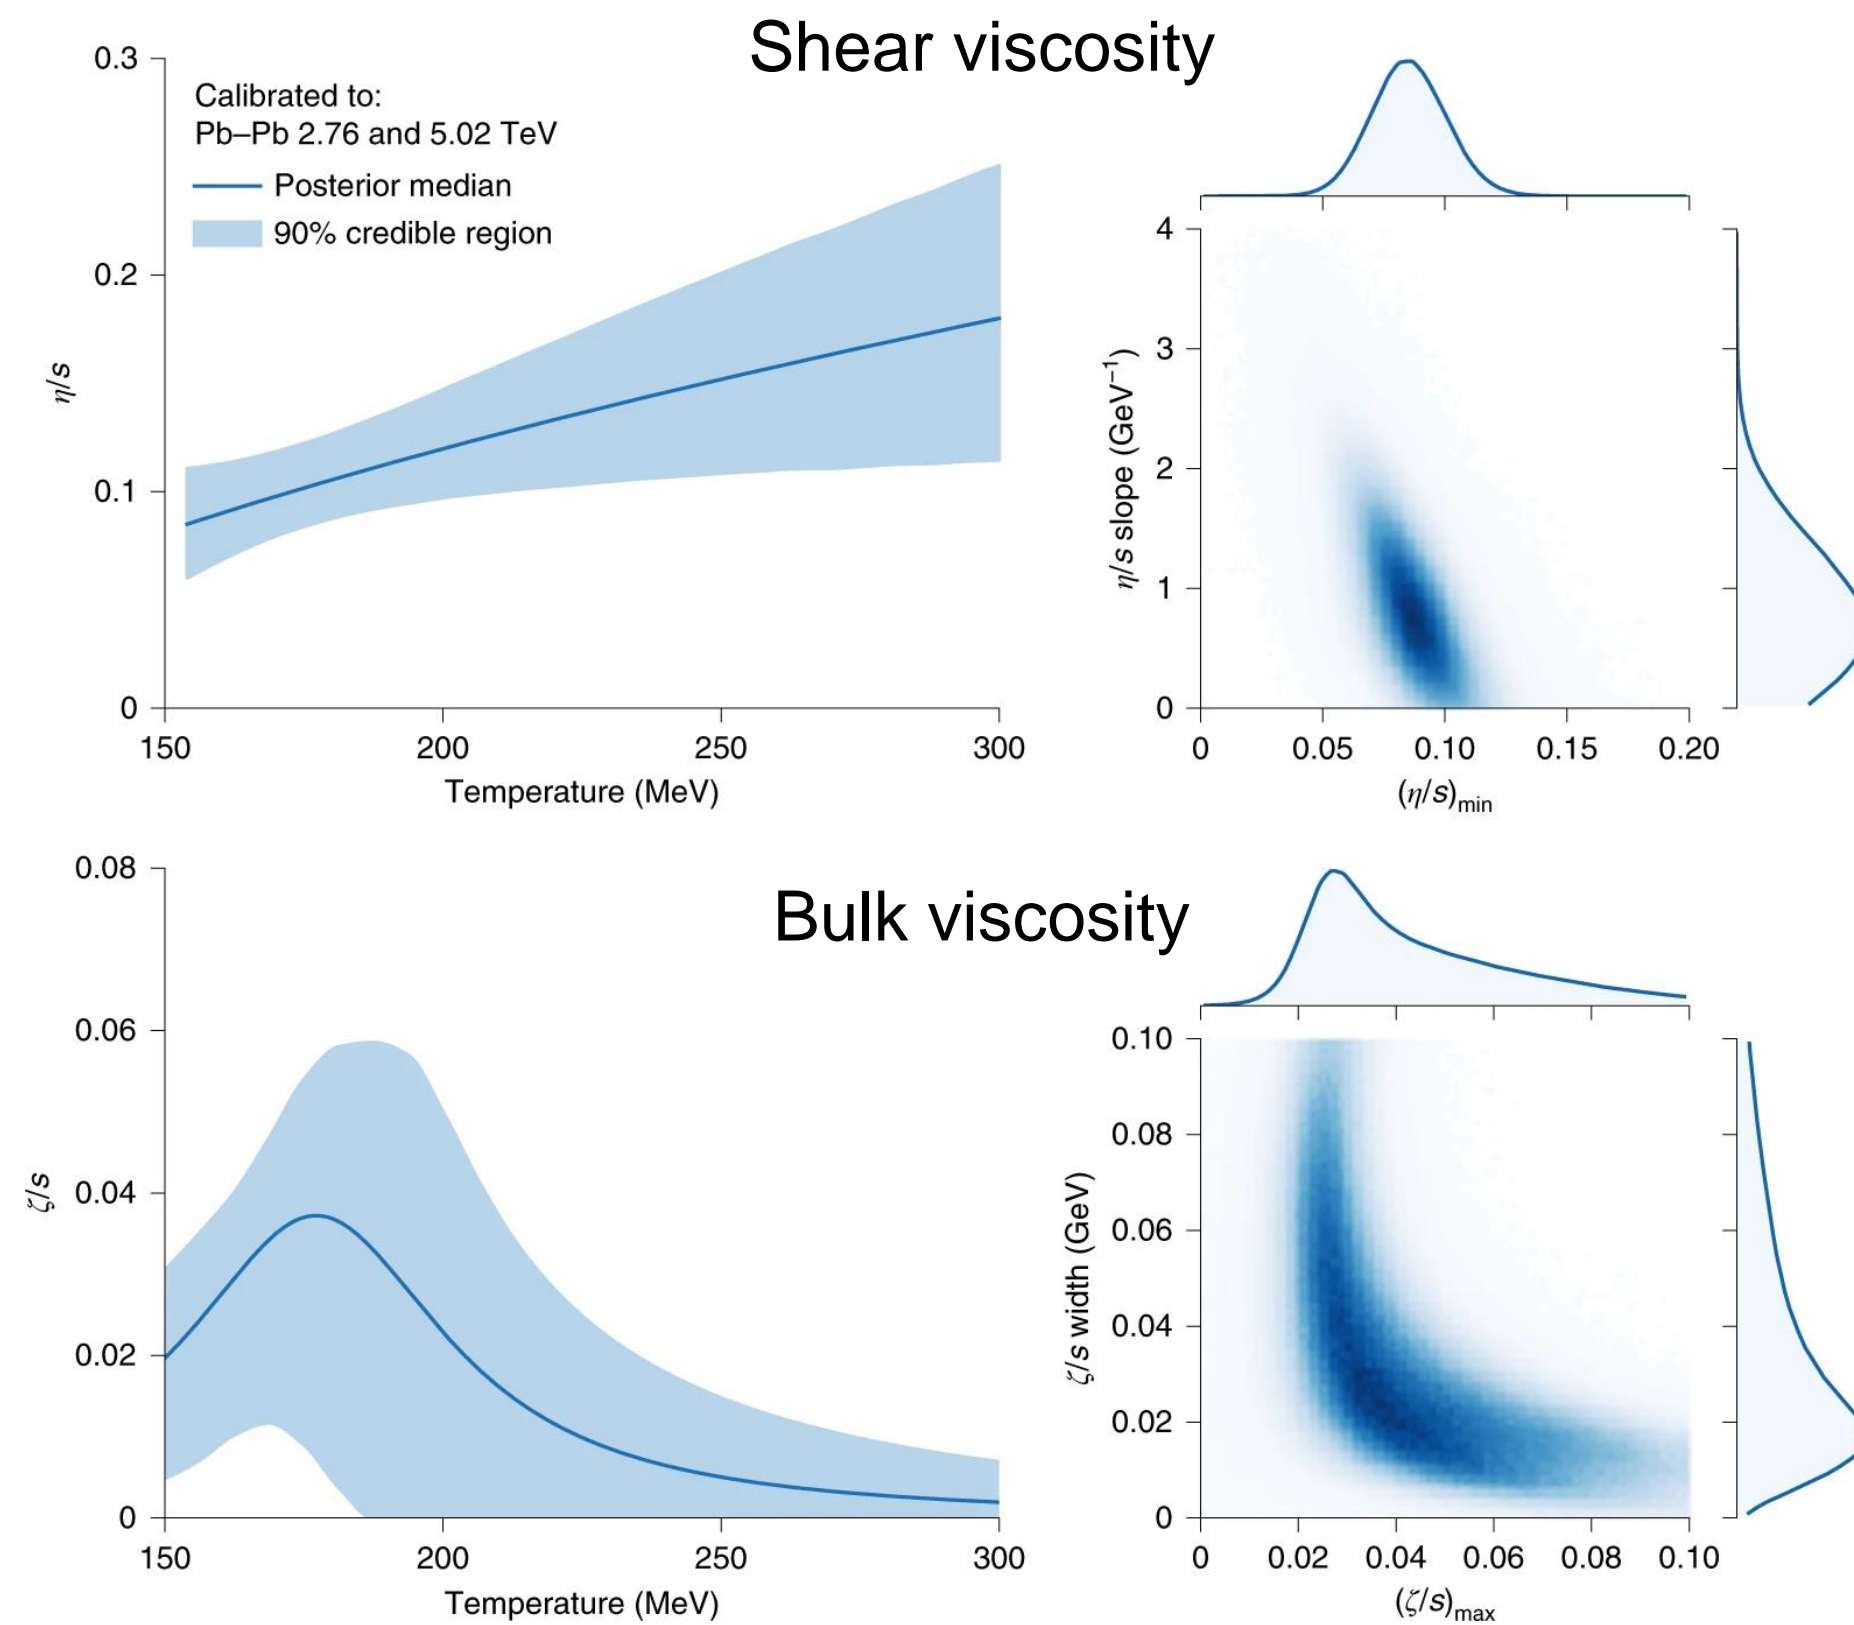 Shear viscosity
0.3
0.2
0.1
0
η/s
Calibrated to:
Pb–Pb 2.76 and 5.02 TeV
Posterior median
90% credible region
150 200 250 300
Temperature (MeV)
4
3
2
1
0
η/s slope (GeV⁻¹)
0 0.05 0.10 0.15 0.20
(η/s)min
Bulk viscosity
0.08
0.06
0.04
0.02
0
ζ/s
150 200 250 300
Temperature (MeV)
0.10
0.08
0.06
0.04
0.02
0
ζ/s width (GeV)
0 0.02 0.04 0.06 0.08 0.10
(ζ/s)max